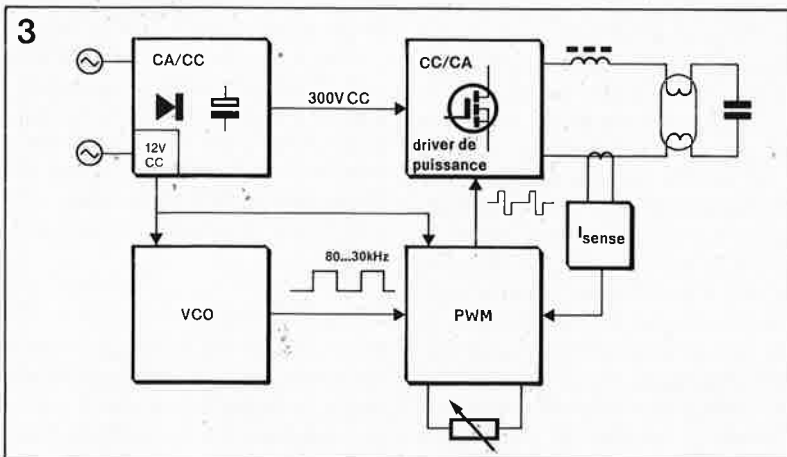 3
CA/CC
12V
CC
300V CC
CC/CA
driver de
puissance
Isense
VCO
80...30kHz
PWM